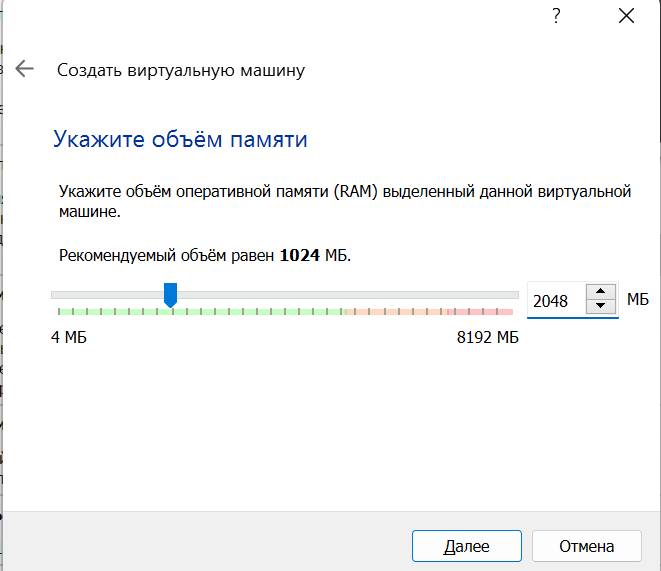 ?
Создать виртуальную машину
Укажите объём памяти
Укажите объём оперативной памяти (RAM) выделенный данной виртуальной
машине.
Рекомендуемый объём равен 1024 МБ.
2048 МБ
4 МБ 8192 МБ
Далее Отмена